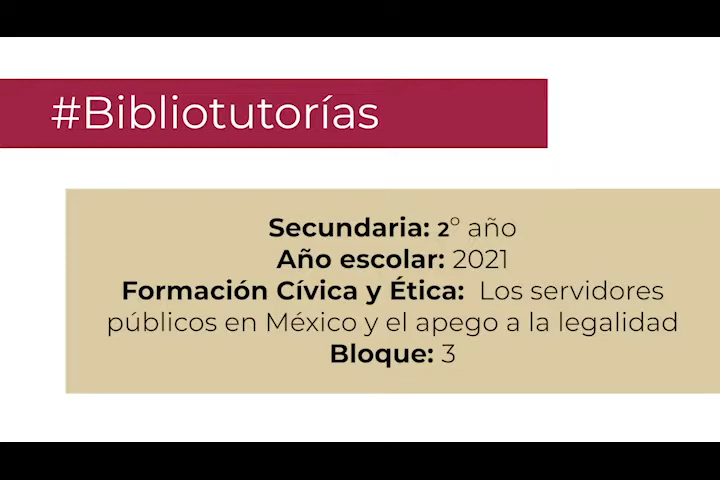 #Bibliotutorías
Secundaria: 2° año
Año escolar: 2021
Formación Cívica y Ética: Los servidores
públicos en México y el apego a la legalidad
Bloque: 3